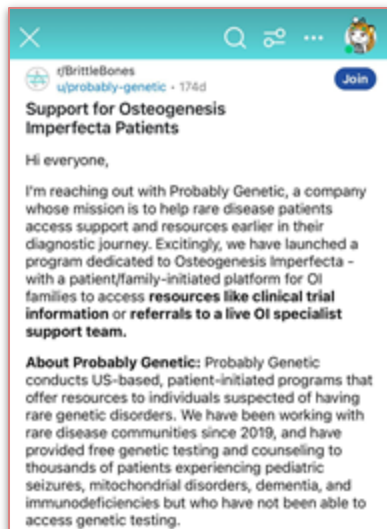 r/BrittleBones
u/probably-genetic • 174d
Join
Support for Osteogenesis
Imperfecta Patients
Hi everyone,
I'm reaching out with Probably Genetic, a company
whose mission is to help rare disease patients
access support and resources earlier in their
diagnostic journey. Excitingly, we have launched a
program dedicated to Osteogenesis Imperfecta –
with a patient/family-initiated platform for OI
families to access resources like clinical trial
information or referrals to a live OI specialist
support team.
About Probably Genetic: Probably Genetic
conducts US-based, patient-initiated programs that
offer resources to individuals suspected of having
rare genetic disorders. We have been working with
rare disease communities since 2019, and have
provided free genetic testing and counseling to
thousands of patients experiencing pediatric
seizures, mitochondrial disorders, dementia, and
immunodeficiencies but who have not been able to
access genetic testing.